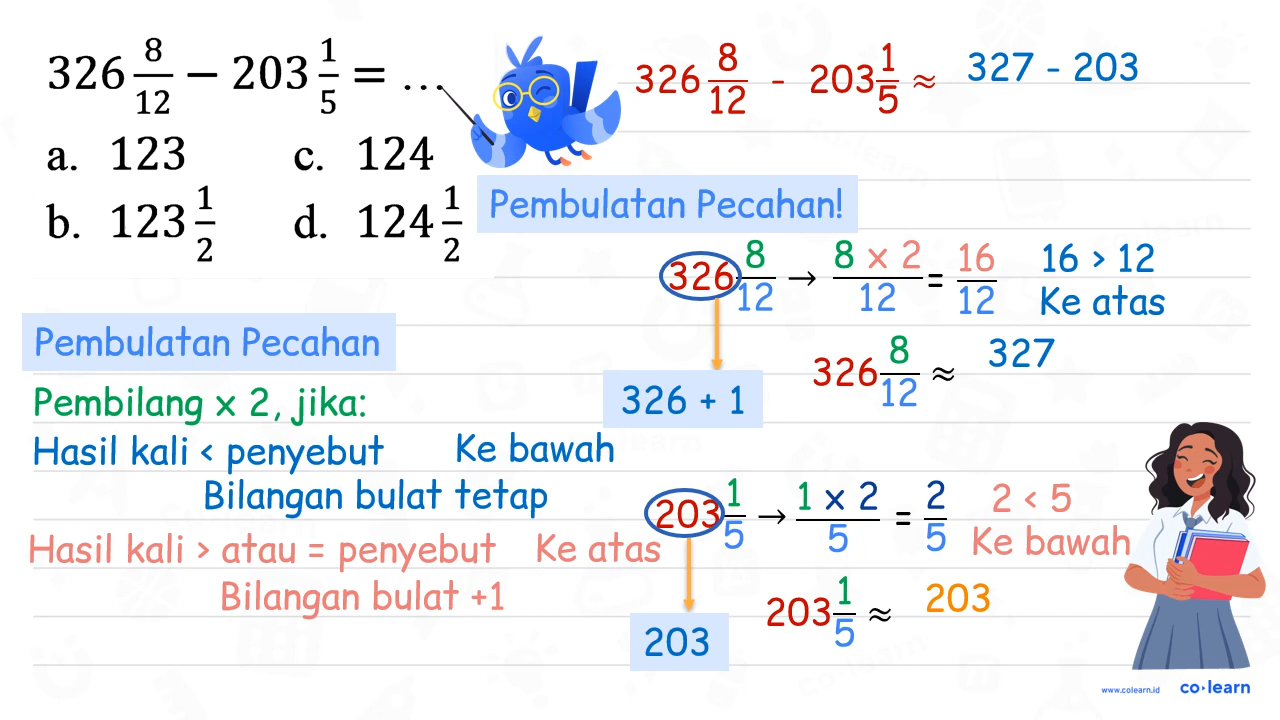 326 8/12 − 203 1/5 = ...
a. 123 c. 124
b. 123 1/2 d. 124 1/2
326 8/12 - 203 1/5 ≈ 327 - 203
Pembulatan Pecahan!
326 8/12 → 8 x 2/12 = 16/12 16 > 12
Ke atas
326 + 1
326 8/12 ≈ 327
203 1/5 → 1 x 2/5 = 2/5 2 < 5
Ke bawah
203
203 1/5 ≈ 203
Pembulatan Pecahan
Pembilang x 2, jika:
Hasil kali < penyebut Ke bawah
Bilangan bulat tetap
Hasil kali > atau = penyebut Ke atas
Bilangan bulat +1
www.colearn.id co·learn